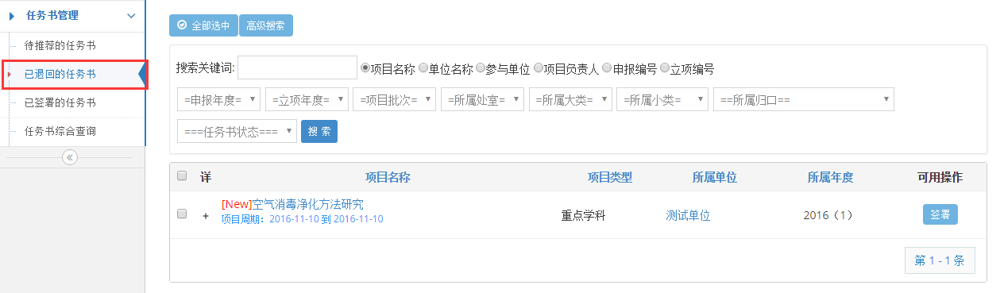 任务书管理
待推荐的任务书
已退回的任务书
已签署的任务书
任务书综合查询
全部选中 高级搜索
搜索关键词: 项目名称 单位名称 参与单位 项目负责人 申报编号 立项编号
=申报年度= =立项年度= =项目批次= =所属处室= =所属大类= =所属小类= ==所属归口==
===任务书状态=== 搜 索
详 项目名称 项目类型 所属单位 所属年度 可用操作
+ [New]空气消毒净化方法研究 重点学科 测试单位 2016（1） 签署
项目周期：2016-11-10 到 2016-11-10
第 1 - 1 条